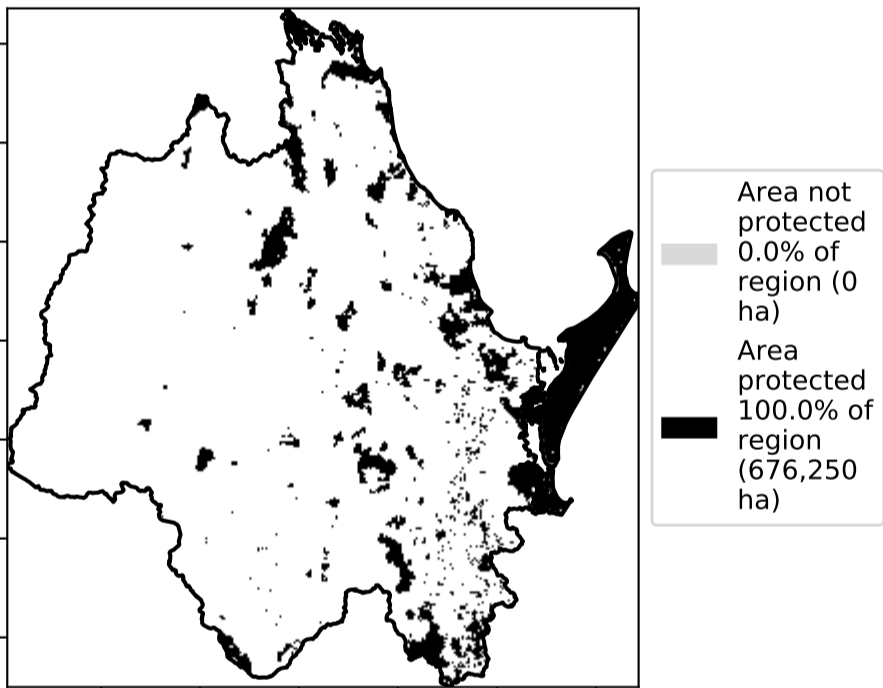 Area not
protected
0.0% of
region (0
ha)
Area
protected
100.0% of
region
(676,250
ha)